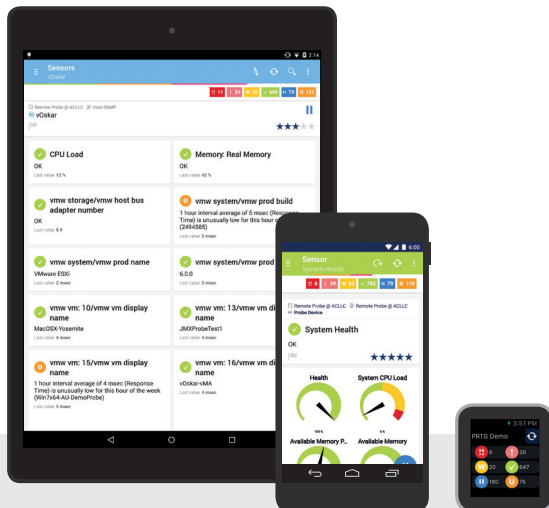 2:14
Sensors
vOskar
11 39 698 79 111
Remote Probe @ ACLLC Host ESMP
vOskar
CPU Load
OK
Last value 12 %
Memory: Real Memory
OK
Last value 42 %
vmw storage/vmw host bus
adapter number
OK
Last value 8 #
U
vmw system/vmw prod build
1 hour interval average of 5 msec (Response
Time) is unusually low for this hour of
(2494585)
Last value 5 msec
vmw system/vmw prod name
VMware ESXi
Last value 2 msec
vmw system/vmw prod
6.0.0
Last value 2 msec
vmw vm: 10/vmw vm display
name
MacOSX-Yosemite
Last value 4 msec
vmw vm: 13/vmw vm di
name
JMXProbeTest1
Last value 4 msec
U
vmw vm: 15/vmw vm display
name
1 hour interval average of 4 msec (Response
Time) is unusually low for this hour of the week
(Win7x64-AU-DemoProbe)
Last value 5 msec
vmw vm: 16/vmw vm di
name
vOskar-vMA
Last value 4 msec
6:00
Sensor
System Health
6 39 W 24 702 79 U 116
Remote Probe @ ACLLC Remote Probe @ ACLLC
Probe Device
System Health
OK
Health
100 %
System CPU Load
6 %
Available Memory P..
Available Memory
3:51 PM
PRTG Demo
!! 6 ! 30
W 20 647
180 U 76